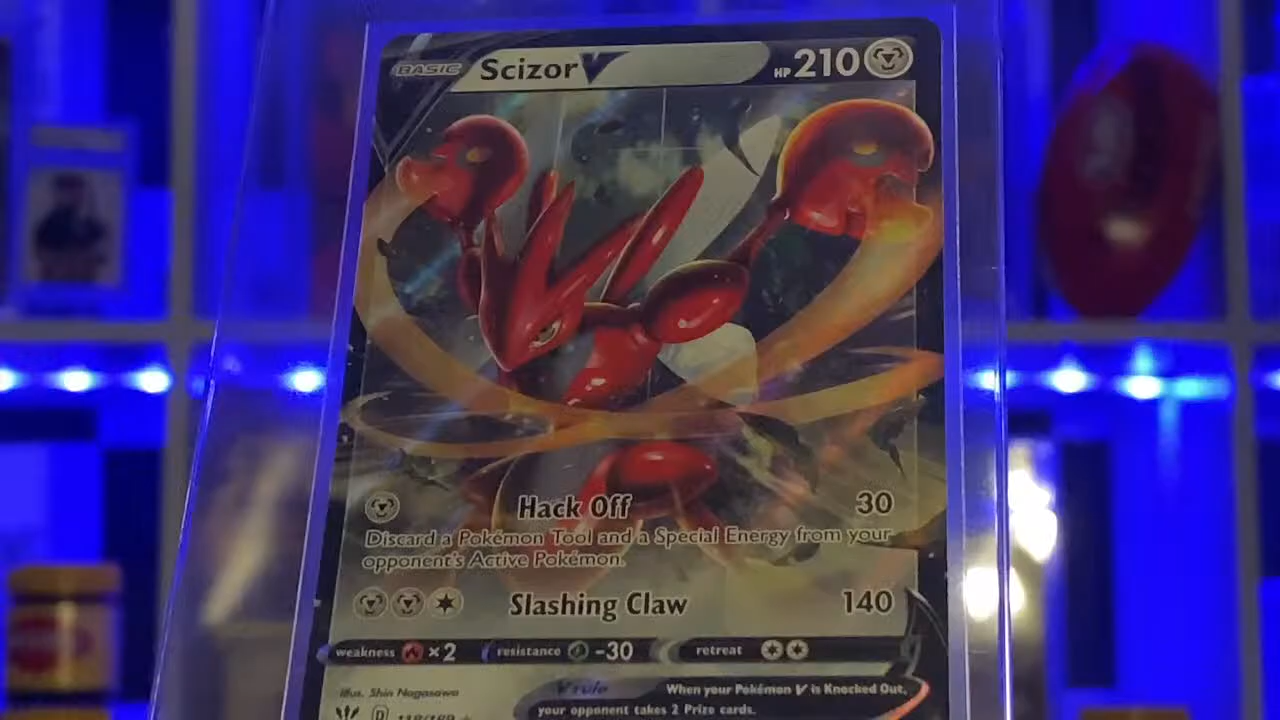 BASIC Scizor V HP 210
Hack Off 30
Discard a Pokémon Tool and a Special Energy from your
opponent's Active Pokémon.
Slashing Claw 140
weakness ×2 resistance -30 retreat
Illus. Shin Nagasawa
V rule When your Pokémon V is Knocked Out,
your opponent takes 2 Prize cards.
D 118/189